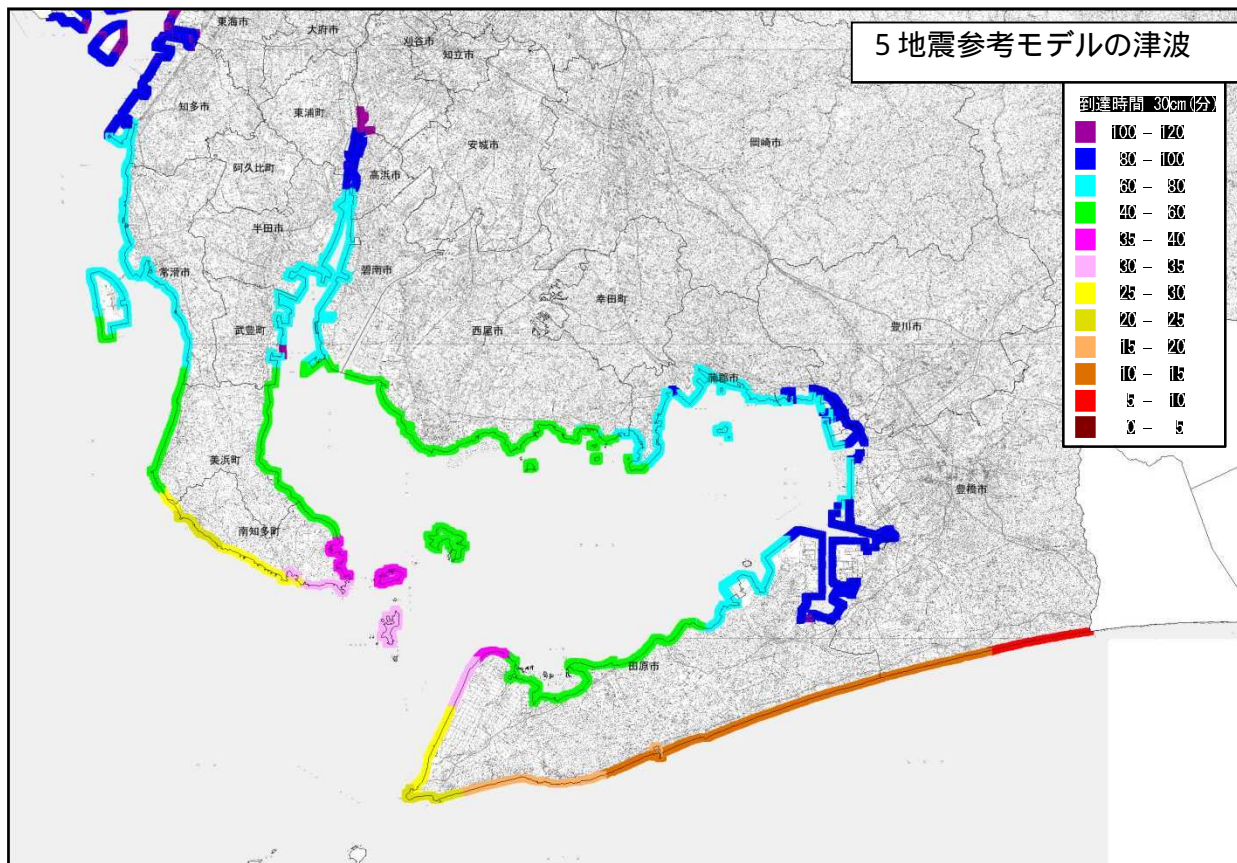 5地震参考モデルの津波
到達時間 30cm(分)
100 - 120
80 - 100
60 - 80
40 - 60
35 - 40
30 - 35
25 - 30
20 - 25
15 - 20
10 - 15
5 - 10
0 - 5
東海市
大府市
刈谷市
知立市
知多市
東浦町
安城市
岡崎市
阿久比町
高浜市
半田市
常滑市
碧南市
幸田町
武豊町
西尾市
豊川市
蒲郡市
美浜町
豊橋市
南知多町
田原市